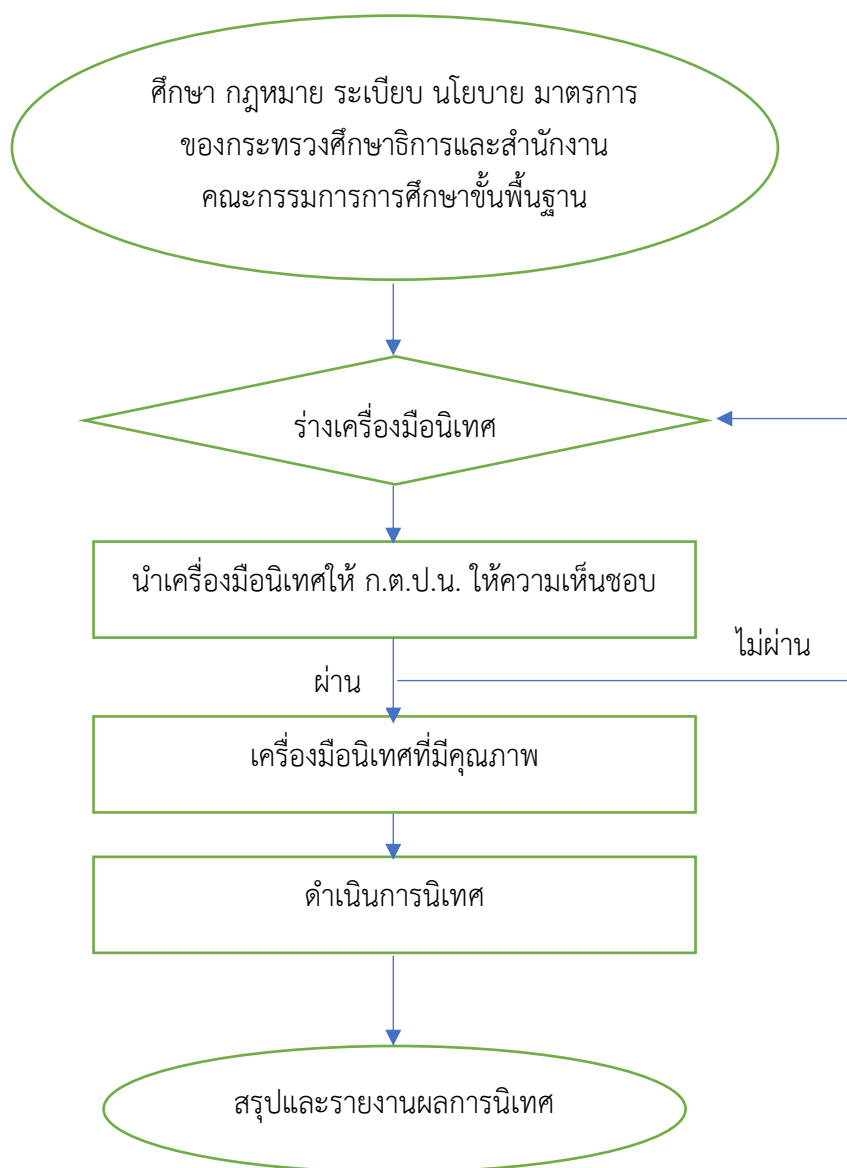 ศึกษา กฎหมาย ระเบียบ นโยบาย มาตรการ
ของกระทรวงศึกษาธิการและสำนักงาน
คณะกรรมการการศึกษาขั้นพื้นฐาน
ร่างเครื่องมือนิเทศ
นำเครื่องมือนิเทศให้ ก.ต.ป.น. ให้ความเห็นชอบ
ไม่ผ่าน
ผ่าน
เครื่องมือนิเทศที่มีคุณภาพ
ดำเนินการนิเทศ
สรุปและรายงานผลการนิเทศ